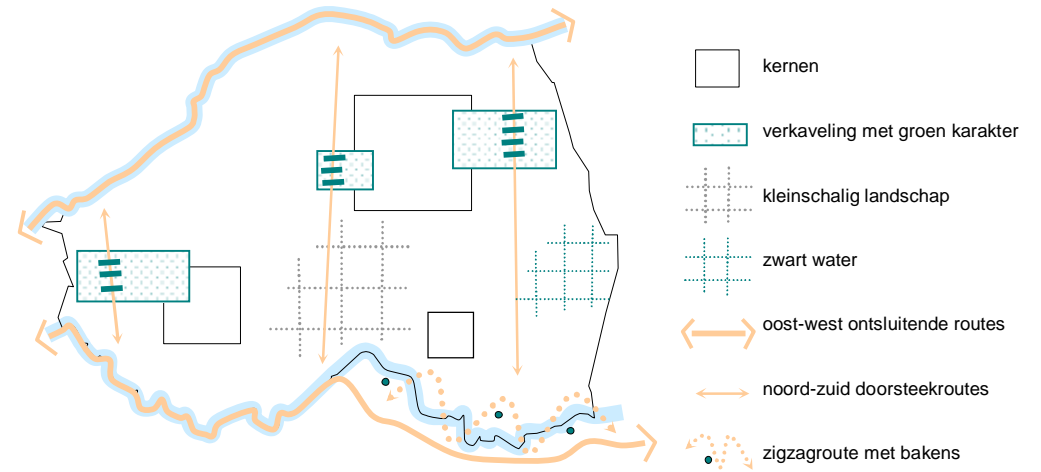 kernen
verkaveling met groen karakter
kleinschalig landschap
zwart water
oost-west ontsluitende routes
noord-zuid doorsteekroutes
zigzagroute met bakens